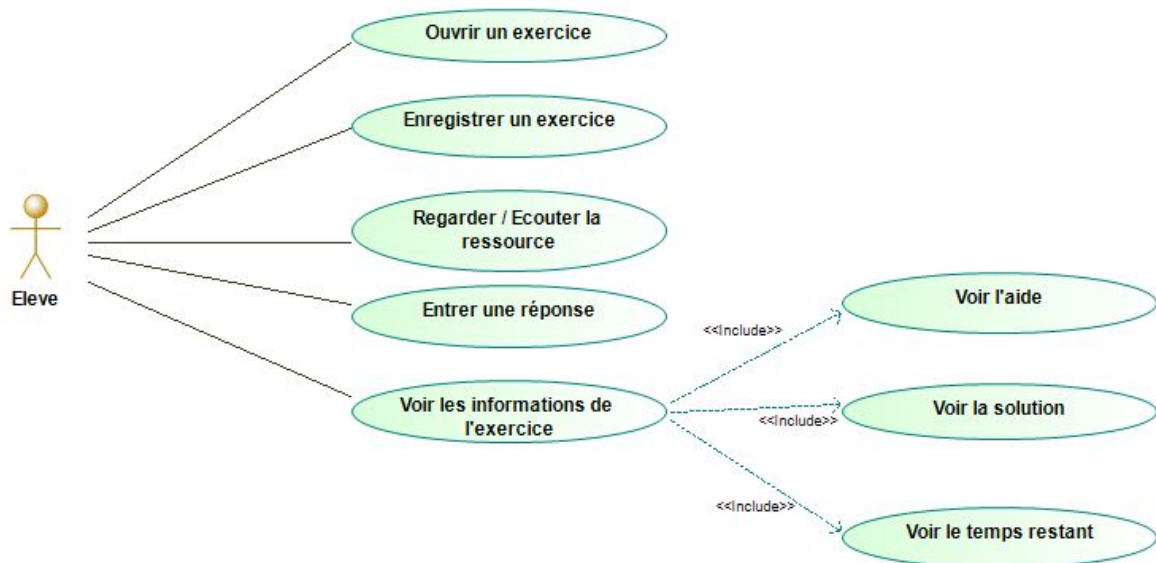 Ouvrir un exercice
Enregistrer un exercice
Regarder / Ecouter la
ressource
Eleve
Entrer une réponse
Voir les informations de
l'exercice
<<Include>>
Voir l'aide
<<Include>>
Voir la solution
<<Include>>
Voir le temps restant